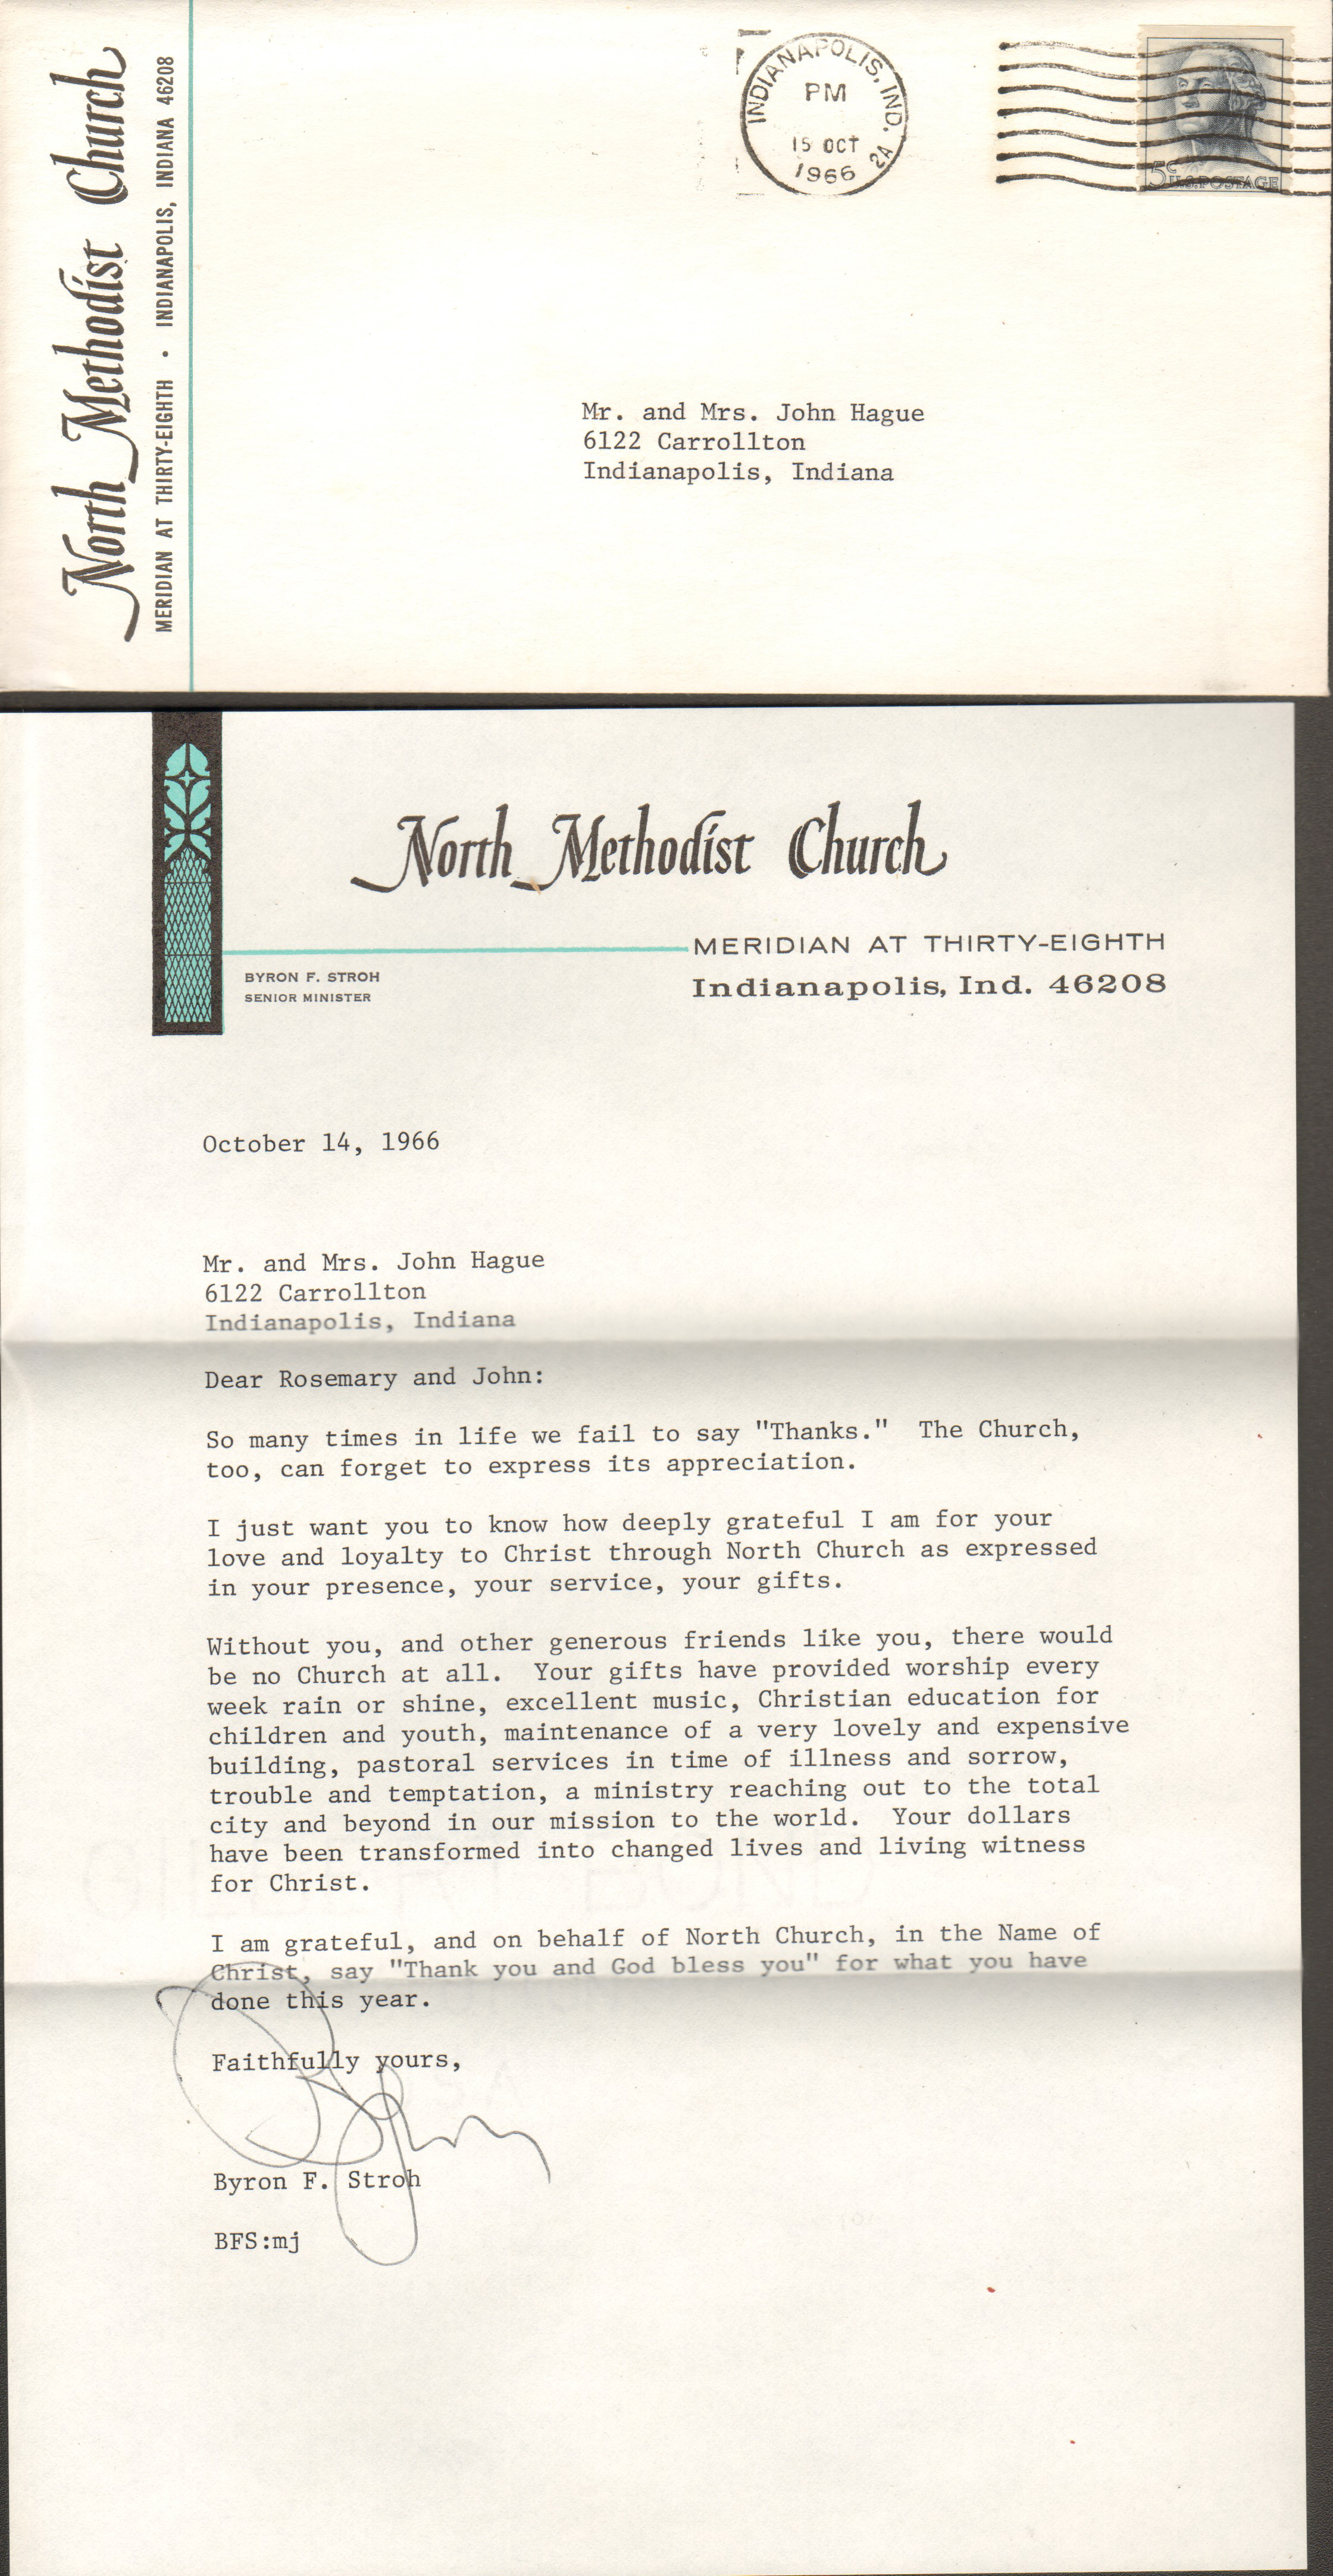 North Methodist Church
MERIDIAN AT THIRTY-EIGHTH • INDIANAPOLIS, INDIANA 46208
INDIANAPOLIS, IND.
PM
15 OCT
1966
2A
5c
U.S. POSTAGE
Mr. and Mrs. John Hague
6122 Carrollton
Indianapolis, Indiana
North Methodist Church
MERIDIAN AT THIRTY-EIGHTH
Indianapolis, Ind. 46208
BYRON F. STROH
SENIOR MINISTER
October 14, 1966
Mr. and Mrs. John Hague
6122 Carrollton
Indianapolis, Indiana
Dear Rosemary and John:
So many times in life we fail to say "Thanks." The Church,
too, can forget to express its appreciation.
I just want you to know how deeply grateful I am for your
love and loyalty to Christ through North Church as expressed
in your presence, your service, your gifts.
Without you, and other generous friends like you, there would
be no Church at all. Your gifts have provided worship every
week rain or shine, excellent music, Christian education for
children and youth, maintenance of a very lovely and expensive
building, pastoral services in time of illness and sorrow,
trouble and temptation, a ministry reaching out to the total
city and beyond in our mission to the world. Your dollars
have been transformed into changed lives and living witness
for Christ.
I am grateful, and on behalf of North Church, in the Name of
Christ, say "Thank you and God bless you" for what you have
done this year.
Faithfully yours,
Byron F. Stroh
BFS:mj